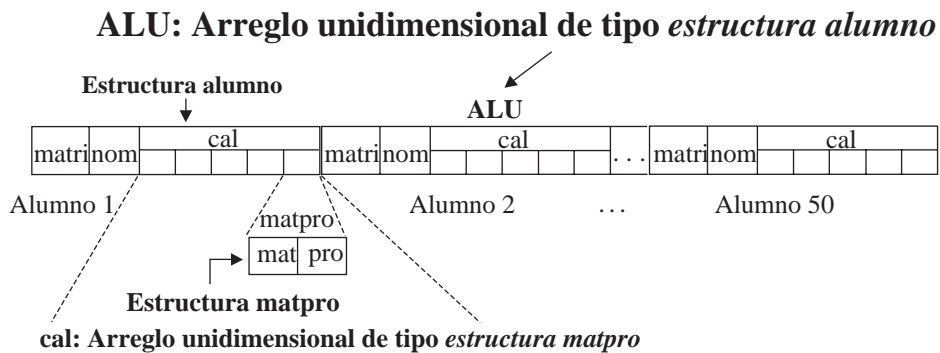 ALU: Arreglo unidimensional de tipo estructura alumno
Estructura alumno
ALU
matri nom cal matri nom cal ... matri nom cal
Alumno 1 Alumno 2 ... Alumno 50
matpro
mat pro
Estructura matpro
cal: Arreglo unidimensional de tipo estructura matpro